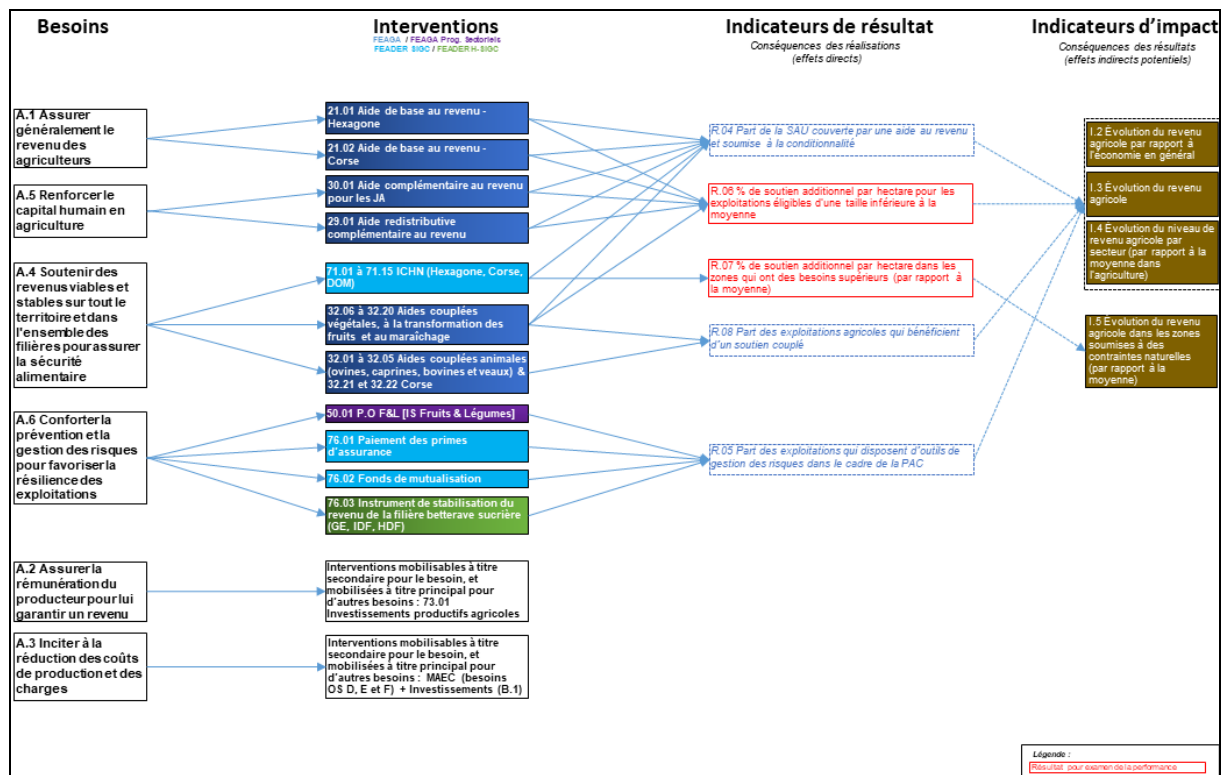 Besoins
Interventions
FEAGA / FEAGA Prog. Sectoriels
FEADER SIGC / FEADER H-SIGC
Indicateurs de résultat
Conséquences des réalisations
(effets directs)
Indicateurs d'impact
Conséquences des résultats
(effets indirects potentiels)
A.1 Assurer
généralement le
revenu des
agriculteurs
A.5 Renforcer le
capital humain en
agriculture
A.4 Soutenir des
revenus viables et
stables sur tout le
territoire et dans
l'ensemble des
filières pour assurer
la sécurité
alimentaire
A.6 Conforter la
prévention et la
gestion des risques
pour favoriser la
résilience des
exploitations
A.2 Assurer la
rémunération du
producteur pour lui
garantir un revenu
A.3 Inciter à la
réduction des coûts
de production et des
charges
21.01 Aide de base au revenu -
Hexagone
21.02 Aide de base au revenu -
Corse
30.01 Aide complémentaire au revenu
pour les JA
29.01 Aide redistributive
complémentaire au revenu
71.01 à 71.15 ICHN (Hexagone, Corse,
DOM)
32.06 à 32.20 Aides couplées
végétales, à la transformation des
fruits et au maraîchage
32.01 à 32.05 Aides couplées animales
(ovines, caprines, bovines et veaux) &
32.21 et 32.22 Corse
50.01 P.O F&L [IS Fruits & Légumes]
76.01 Paiement des primes
d'assurance
76.02 Fonds de mutualisation
76.03 Instrument de stabilisation du
revenu de la filière betterave sucrière
(GE, IDF, HDF)
Interventions mobilisables à titre
secondaire pour le besoin, et
mobilisées à titre principal pour
d'autres besoins : 73.01
Investissements productifs agricoles
Interventions mobilisables à titre
secondaire pour le besoin, et
mobilisées à titre principal pour
d'autres besoins : MAEC (besoins
OS D, E et F) + Investissements (B.1)
R.04 Part de la SAU couverte par une aide au revenu
et soumise à la conditionnalité
R.06 % de soutien additionnel par hectare pour les
exploitations éligibles d'une taille inférieure à la
moyenne
R.07 % de soutien additionnel par hectare dans les
zones qui ont des besoins supérieurs (par rapport à
la moyenne)
R.08 Part des exploitations agricoles qui bénéficient
d'un soutien couplé
R.05 Part des exploitations qui disposent d'outils de
gestion des risques dans le cadre de la PAC
I.2 Évolution du revenu
agricole par rapport à
l'économie en général
I.3 Évolution du revenu
agricole
I.4 Évolution du niveau de
revenu agricole par
secteur (par rapport à la
moyenne dans
l'agriculture)
I.5 Évolution du revenu
agricole dans les zones
soumises à des
contraintes naturelles
(par rapport à la
moyenne)
Légende :
Résultat pour examen de la performance